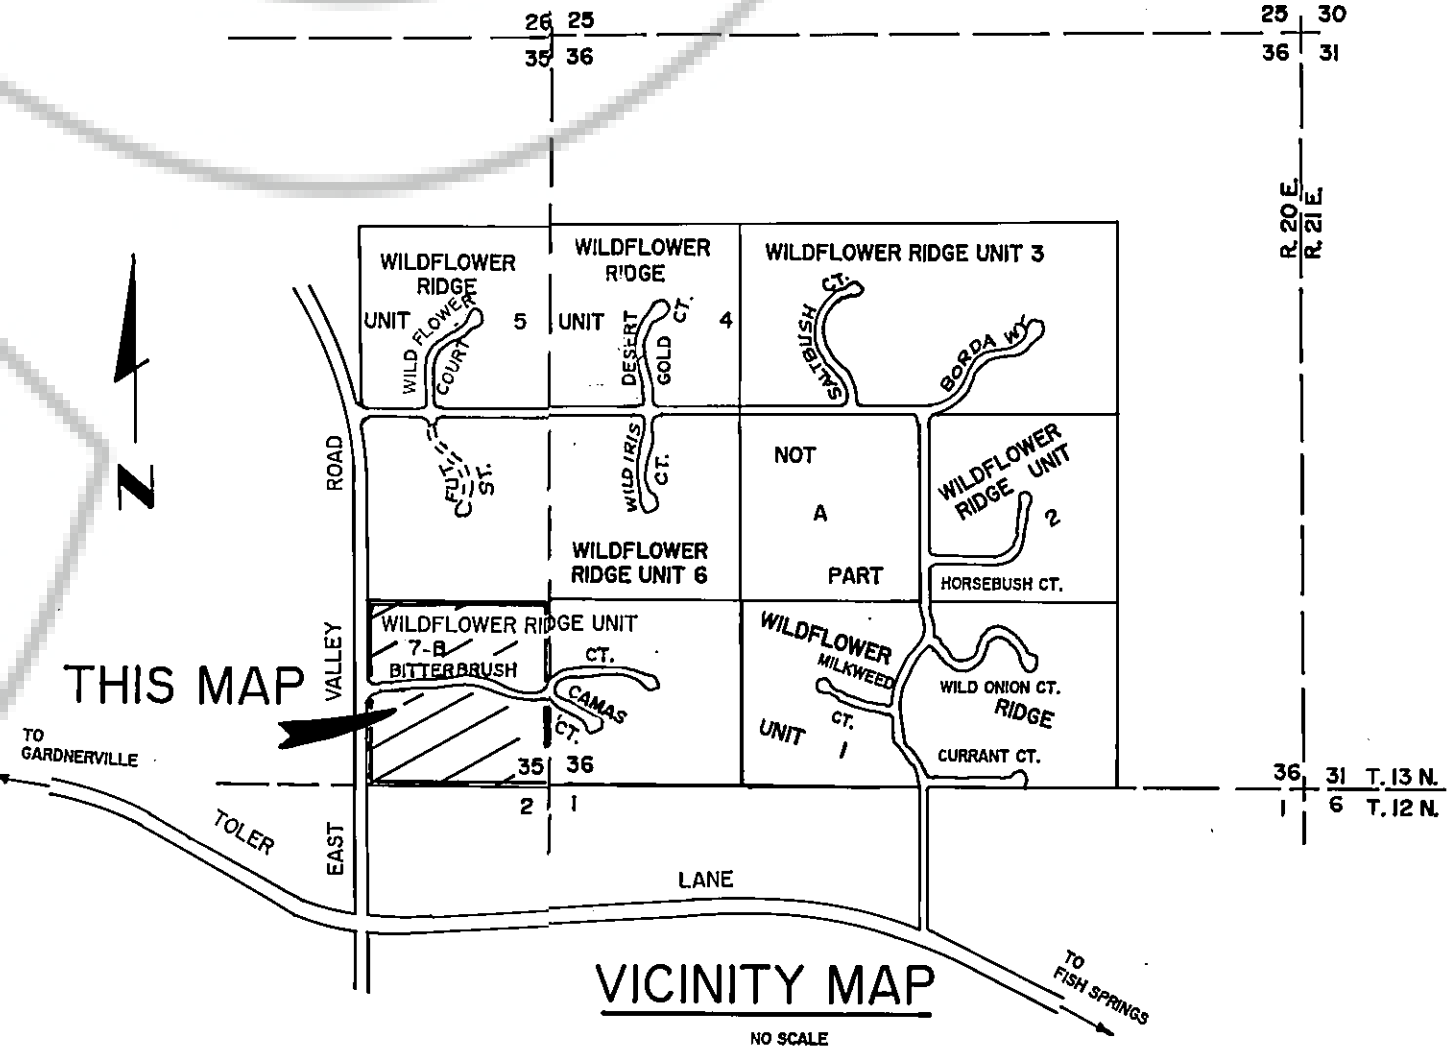 26 25
25 30
35 36
36 31
R. 20 E.
R. 21 E.
WILDFLOWER
RIDGE
UNIT 5
WILD FLOWER
COURT
WILDFLOWER
RIDGE
UNIT 4
DESERT
GOLD CT.
WILDFLOWER RIDGE UNIT 3
SALTBUSH CT.
BORDA WY.
N
ROAD
FUT.
ST.
WILD IRIS
CT.
NOT
A
PART
WILDFLOWER
RIDGE UNIT
2
HORSEBUSH CT.
WILDFLOWER
RIDGE UNIT 6
WILDFLOWER RIDGE UNIT
7-B
BITTERBRUSH CT.
CAMAS
CT.
VALLEY
THIS MAP
WILDFLOWER
MILKWEED
CT.
WILD ONION CT.
RIDGE
UNIT
1
CURRANT CT.
TO
GARDNERVILLE
35 36
2 1
36 31 T. 13 N.
1 6 T. 12 N.
TOLER
EAST
LANE
TO
FISH SPRINGS
VICINITY MAP
NO SCALE